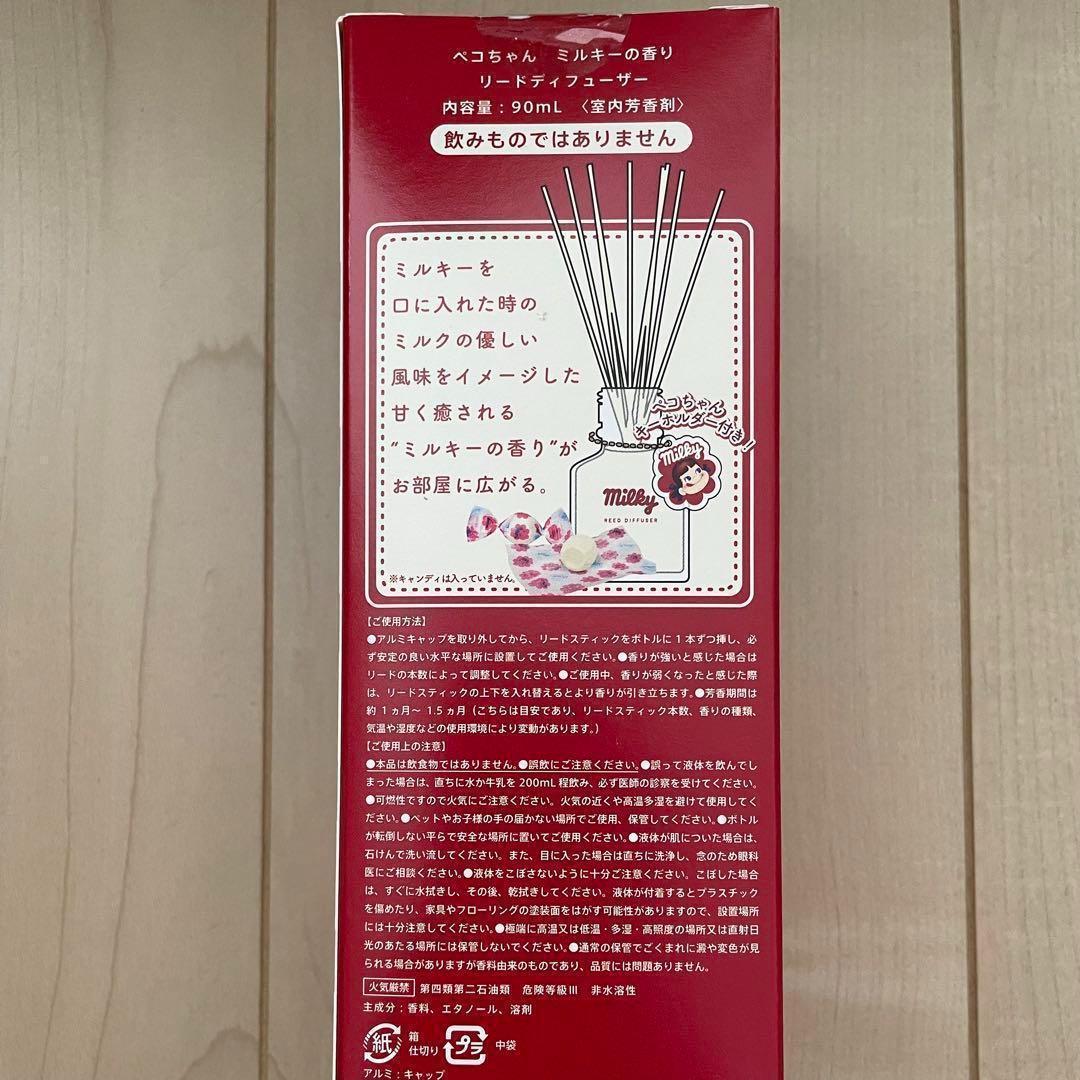 ペコちゃん ミルキーの香り
リードディフューザー
内容量：90mL 〈室内芳香剤〉
飲みものではありません
ミルキーを
口に入れた時の
ミルクの優しい
風味をイメージした
甘く癒される
“ミルキーの香り”が
お部屋に広がる。
ペコちゃん
キーホルダー付き！
milky
milky
REED DIFFUSER
※キャンディは入っていません。
【ご使用方法】
●アルミキャップを取り外してから、リードスティックをボトルに1本ずつ挿し、必
ず安定の良い水平な場所に設置してご使用ください。●香りが強いと感じた場合は
リードの本数によって調整してください。●ご使用中、香りが弱くなったと感じた際
は、リードスティックの上下を入れ替えるとより香りが引き立ちます。●芳香期間は
約1ヵ月〜1.5ヵ月（こちらは目安であり、リードスティック本数、香りの種類、
気温や湿度などの使用環境により変動があります。）
【ご使用上の注意】
●本品は飲食物ではありません。●誤飲にご注意ください。●誤って液体を飲んでし
まった場合は、直ちに水か牛乳を200mL程飲み、必ず医師の診察を受けてください。
●可燃性ですので火気にご注意ください。火気の近くや高温多湿を避けて使用してく
ださい。●ペットやお子様の手の届かない場所でご使用、保管してください。●ボトル
が転倒しない平らで安全な場所に置いてご使用ください。●液体が肌についた場合は、
石けんで洗い流してください。また、目に入った場合は直ちに洗浄し、念のため眼科
医にご相談ください。●液体をこぼさないように十分ご注意ください。こぼした場合
は、すぐに水拭きし、その後、乾拭きしてください。液体が付着するとプラスチック
を傷めたり、家具やフローリングの塗装面をはがす可能性がありますので、設置場所
には十分注意してください。●極端に高温又は低温・多湿・高照度の場所又は直射日
光のあたる場所には保管しないでください。●通常の保管でごくまれに澱や変色が見
られる場合がありますが香料由来のものであり、品質には問題ありません。
火気厳禁 第四類第二石油類 危険等級Ⅲ 非水溶性
主成分：香料、エタノール、溶剤
紙 箱 仕切り プラ 中袋
アルミ：キャップ